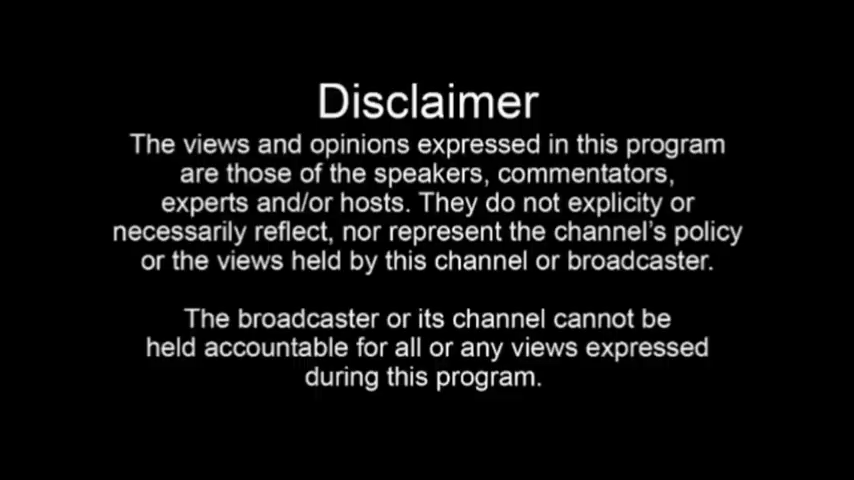 Disclaimer
The views and opinions expressed in this program
are those of the speakers, commentators,
experts and/or hosts. They do not explicity or
necessarily reflect, nor represent the channel's policy
or the views held by this channel or broadcaster.
The broadcaster or its channel cannot be
held accountable for all or any views expressed
during this program.